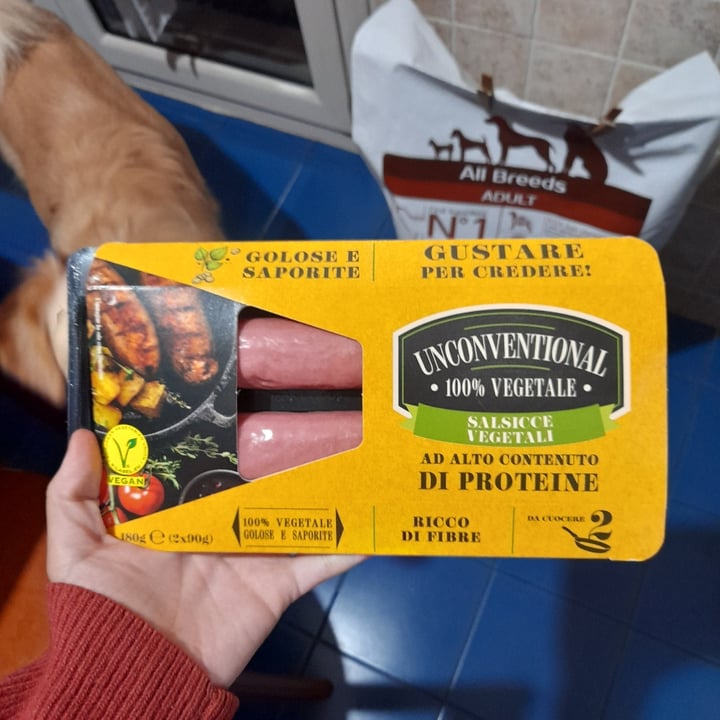 All Breeds
ADULT
N°1
GOLOSE E
SAPORITE
GUSTARE
PER CREDERE!
UNCONVENTIONAL
• 100% VEGETALE •
SALSICCE
VEGETALI
AD ALTO CONTENUTO
DI PROTEINE
VEGAN
180g ℮ (2x90g)
100% VEGETALE
GOLOSE E SAPORITE
RICCO
DI FIBRE
DA CUOCERE 2